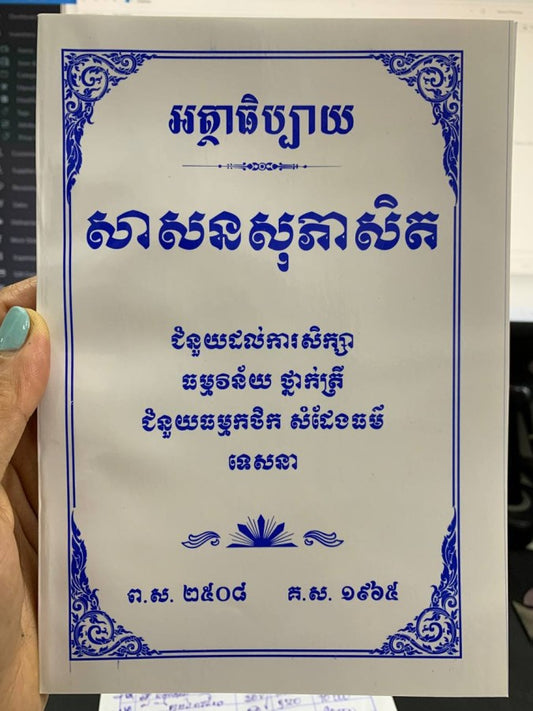 អត្ថាធិប្បាយ
សាសនសុភាសិត
ជំនួយដល់ការសិក្សា
ធម្មវិន័យ ថ្នាក់ត្រី
ជំនួយធម្មកថិក សំដែងធម៌
ទេសនា
ព.ស. ២៥០៨ គ.ស. ១៩៦៥